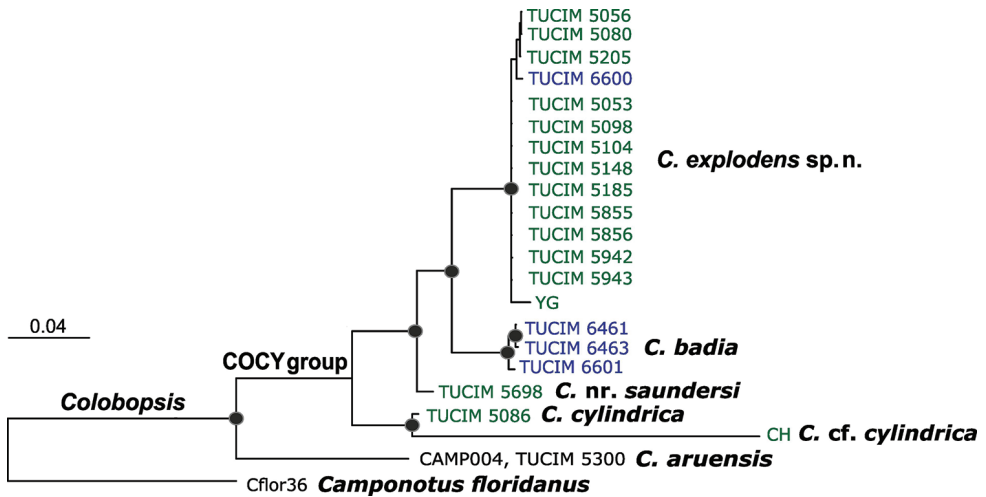 TUCIM 5056
TUCIM 5080
TUCIM 5205
TUCIM 6600
TUCIM 5053
TUCIM 5098
TUCIM 5104
TUCIM 5148
C. explodens sp. n.
TUCIM 5185
TUCIM 5855
TUCIM 5856
TUCIM 5942
TUCIM 5943
YG
0.04
TUCIM 6461
TUCIM 6463 C. badia
TUCIM 6601
COCY group
TUCIM 5698 C. nr. saundersi
Colobopsis
TUCIM 5086 C. cylindrica
CH C. cf. cylindrica
CAMP004, TUCIM 5300 C. aruensis
Cflor36 Camponotus floridanus